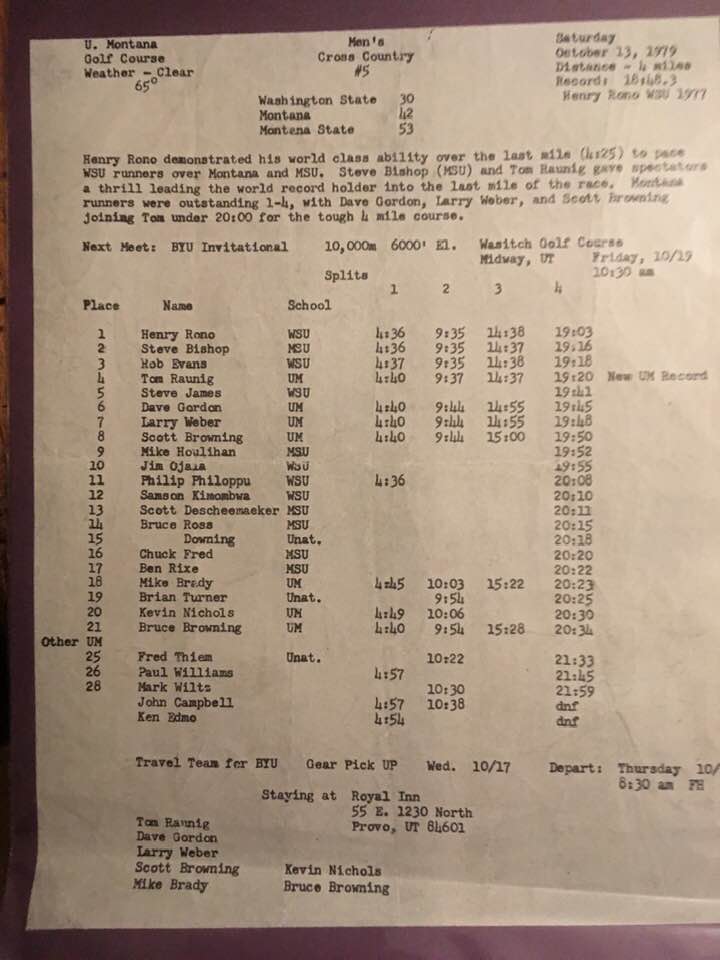 U. Montana Men's Saturday
Golf Course Cross Country October 13, 1979
Weather - Clear #5 Distance - 4 miles
65° Record: 18:48.3
Henry Rono WSU 1977
Washington State 30
Montana 42
Montana State 53
Henry Rono demonstrated his world class ability over the last mile (4:25) to pace
WSU runners over Montana and MSU. Steve Bishop (MSU) and Tom Raunig gave spectators
a thrill leading the world record holder into the last mile of the race. Montana
runners were outstanding 1-4, with Dave Gordon, Larry Weber, and Scott Browning
joining Tom under 20:00 for the tough 4 mile course.
Next Meet: BYU Invitational 10,000m 6000' El. Wasitch Golf Course
Midway, UT Friday, 10/19
10:30 am
Splits
1 2 3 4
Place Name School
1 Henry Rono WSU 4:36 9:35 14:38 19:03
2 Steve Bishop MSU 4:36 9:35 14:37 19:16
3 Rob Evans WSU 4:37 9:35 14:38 19:18
4 Tom Raunig UM 4:40 9:37 14:37 19:20 New UM Record
5 Steve James WSU 19:41
6 Dave Gordon UM 4:40 9:44 14:55 19:45
7 Larry Weber UM 4:40 9:44 14:55 19:48
8 Scott Browning UM 4:40 9:44 15:00 19:50
9 Mike Houlihan MSU 19:52
10 Jim Ojala WSU 19:55
11 Philip Philoppu WSU 4:36 20:08
12 Samson Kimombwa WSU 20:10
13 Scott Descheemaeker MSU 20:11
14 Bruce Ross MSU 20:15
15 Downing Unat. 20:18
16 Chuck Fred MSU 20:20
17 Ben Rixe MSU 20:22
18 Mike Brady UM 4:45 10:03 15:22 20:23
19 Brian Turner Unat. 9:54 20:25
20 Kevin Nichols UM 4:49 10:06 20:30
21 Bruce Browning UM 4:40 9:54 15:28 20:34
Other UM
25 Fred Thiem Unat. 10:22 21:33
26 Paul Williams 4:57 21:45
28 Mark Wilts 10:30 21:59
John Campbell 4:57 10:38 dnf
Ken Edmo 4:54 dnf
Travel Team for BYU Gear Pick UP Wed. 10/17 Depart: Thursday 10/
8:30 am FH
Staying at Royal Inn
55 E. 1230 North
Provo, UT 84601
Tom Raunig
Dave Gordon
Larry Weber
Scott Browning Kevin Nichols
Mike Brady Bruce Browning